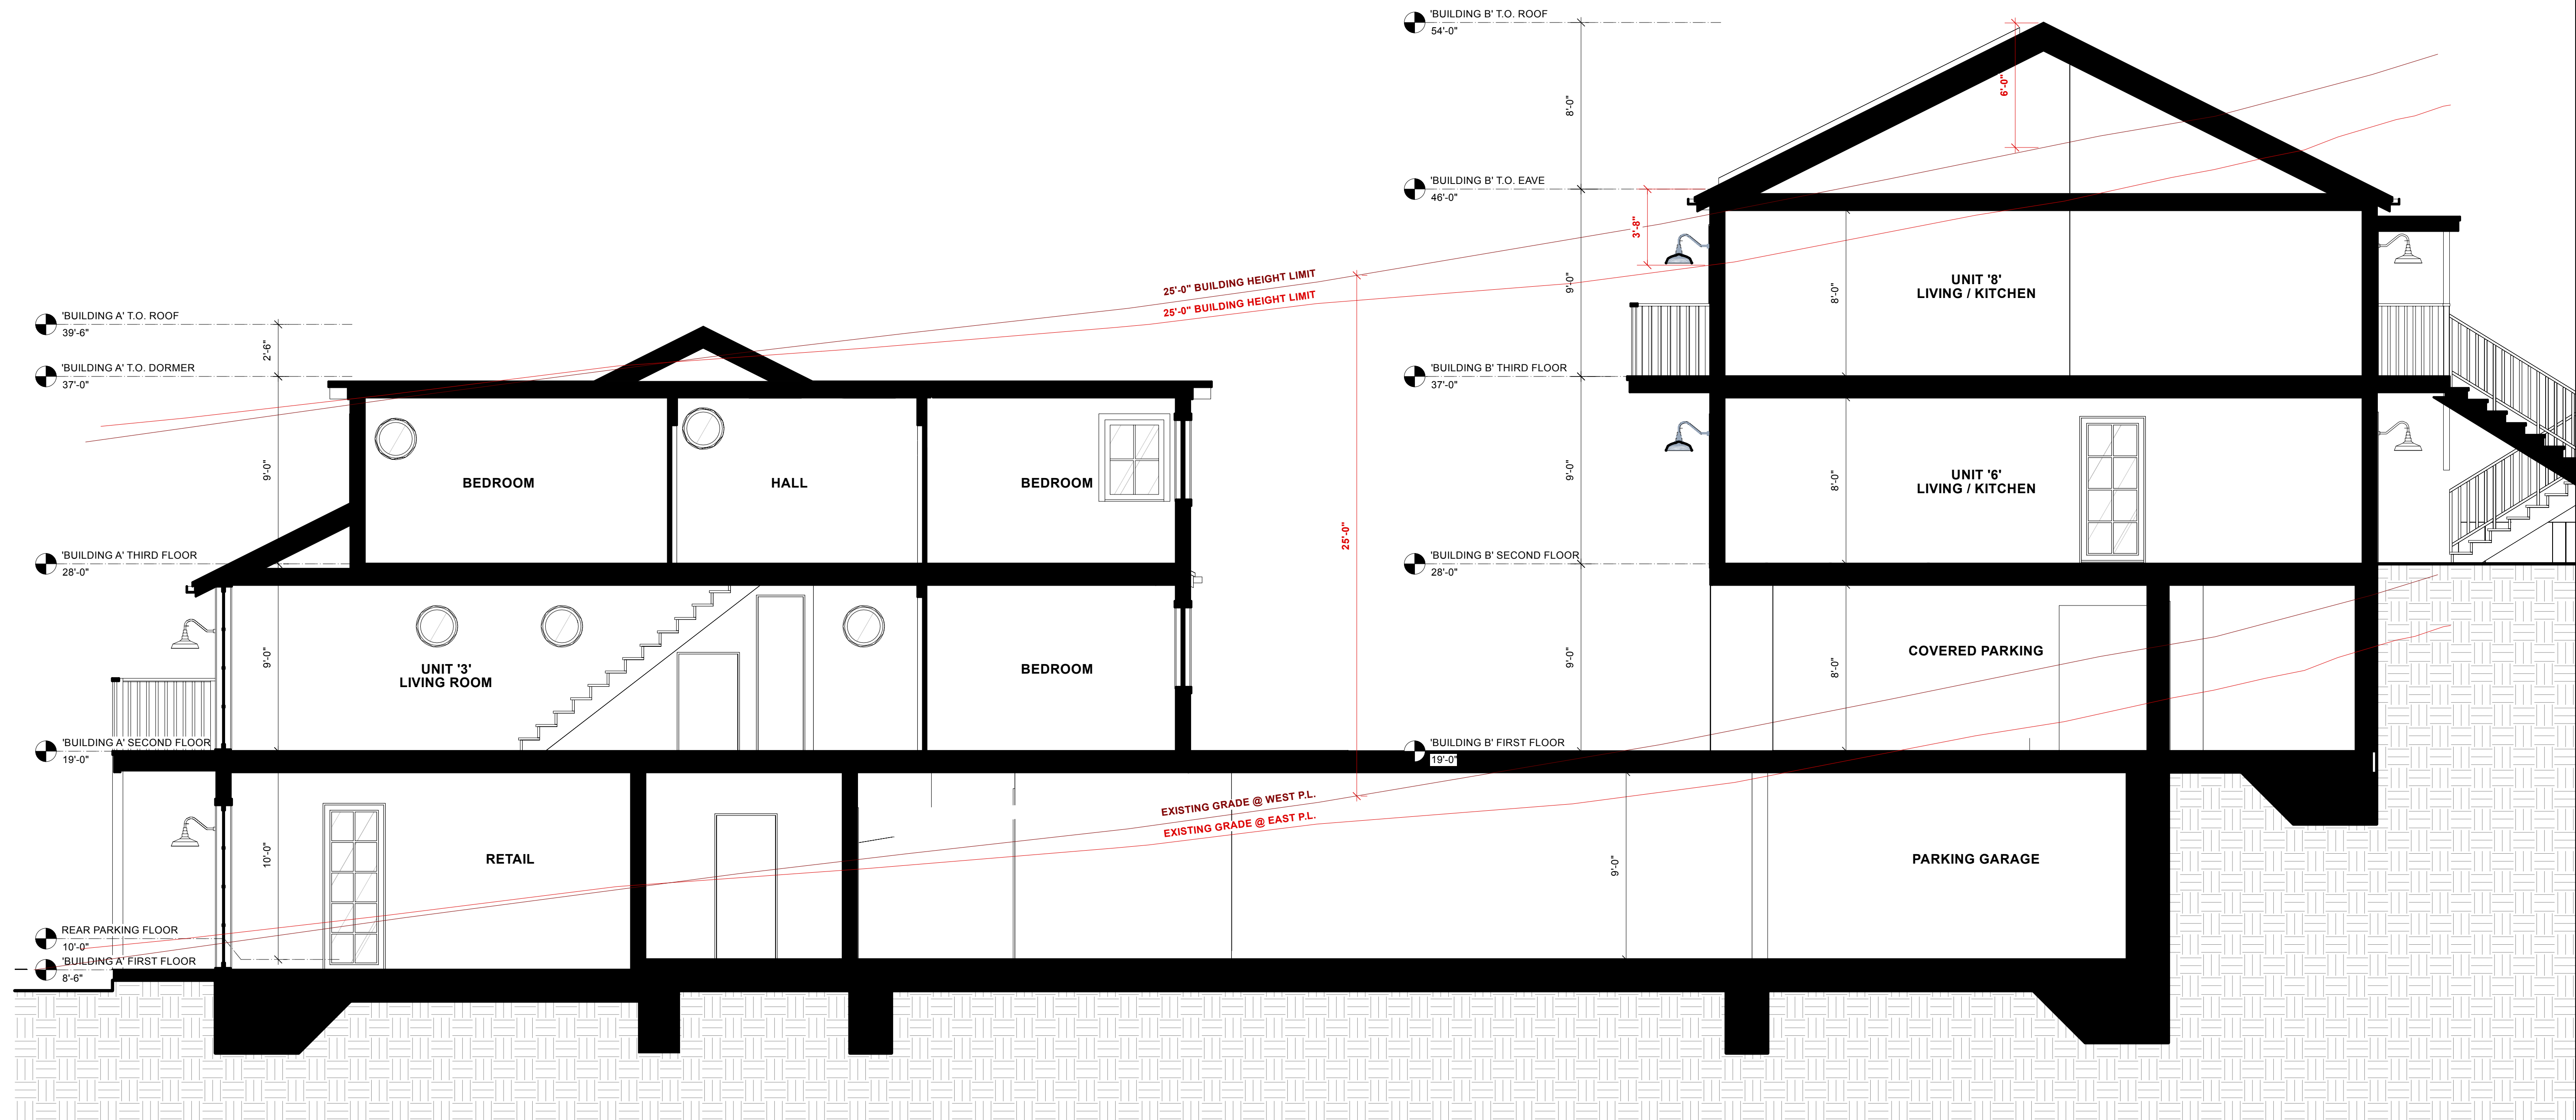 'BUILDING B' T.O. ROOF
54'-0"
8'-0"
6'-0"
'BUILDING B' T.O. EAVE
46'-0"
3'-8"
9'-0"
25'-0" BUILDING HEIGHT LIMIT
25'-0" BUILDING HEIGHT LIMIT
UNIT '8'
LIVING / KITCHEN
8'-0"
'BUILDING A' T.O. ROOF
39'-6"
2'-6"
'BUILDING A' T.O. DORMER
37'-0"
'BUILDING B' THIRD FLOOR
37'-0"
9'-0"
BEDROOM
HALL
BEDROOM
25'-0"
9'-0"
8'-0"
UNIT '6'
LIVING / KITCHEN
'BUILDING A' THIRD FLOOR
28'-0"
'BUILDING B' SECOND FLOOR
28'-0"
9'-0"
UNIT '3'
LIVING ROOM
BEDROOM
9'-0"
8'-0"
COVERED PARKING
'BUILDING A' SECOND FLOOR
19'-0"
'BUILDING B' FIRST FLOOR
19'-0"
EXISTING GRADE @ WEST P.L.
EXISTING GRADE @ EAST P.L.
10'-0"
RETAIL
9'-0"
PARKING GARAGE
REAR PARKING FLOOR
10'-0"
'BUILDING A' FIRST FLOOR
8'-6"